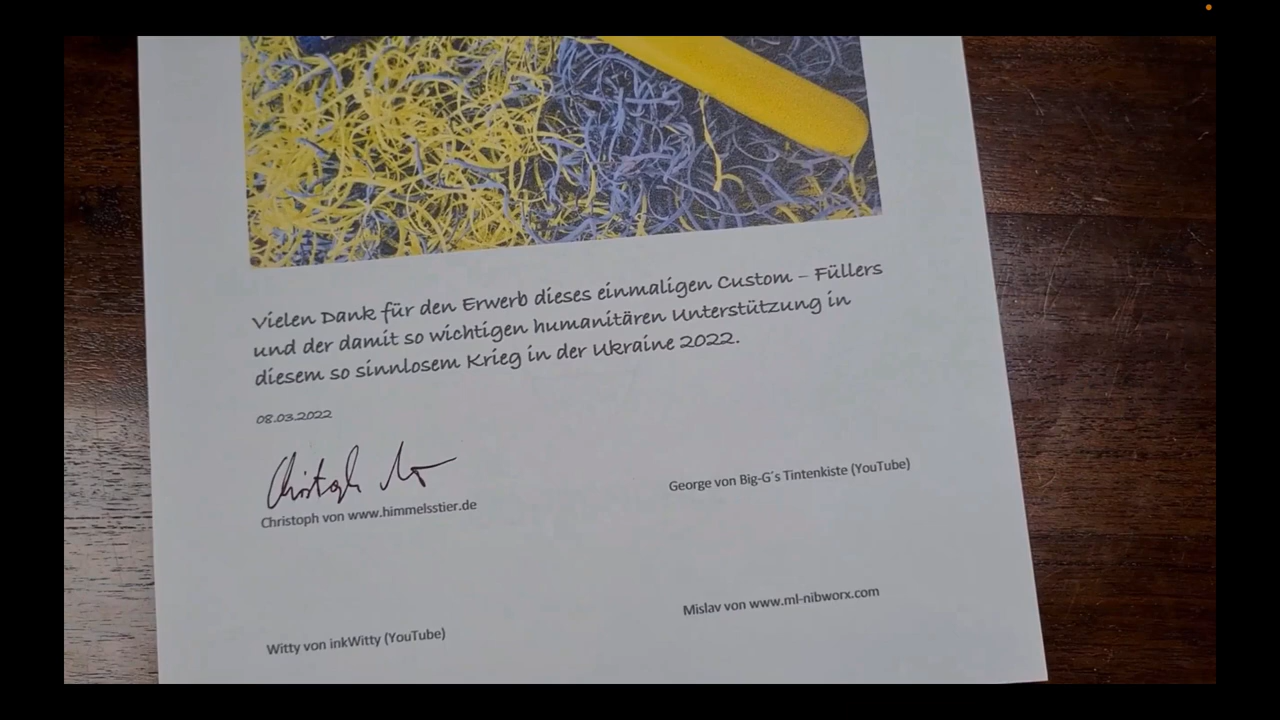 Vielen Dank für den Erwerb dieses einmaligen Custom – Füllers
und der damit so wichtigen humanitären Unterstützung in
diesem so sinnlosem Krieg in der Ukraine 2022.
08.03.2022
Christoph
Christoph von www.himmelsstier.de
George von Big-G´s Tintenkiste (YouTube)
Witty von inkWitty (YouTube)
Mislav von www.ml-nibworx.com